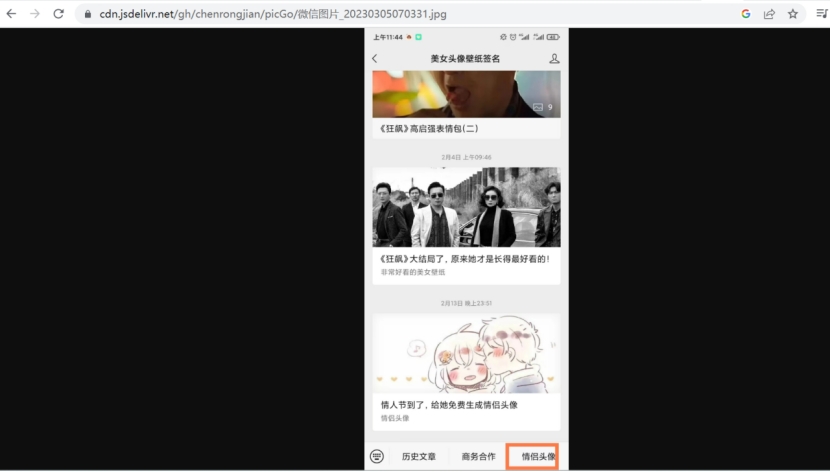 cdn.jsdelivr.net/gh/chenrongjian/picGo/微信图片_20230305070331.jpg
上午11:44
美女头像壁纸签名
9
《狂飙》高启强表情包(二)
2月4日 上午09:46
《狂飙》大结局了，原来她才是长得最好看的！
非常好看的美女壁纸
2月13日 晚上23:51
情人节到了，给她免费生成情侣头像
情侣头像
历史文章 商务合作 情侣头像